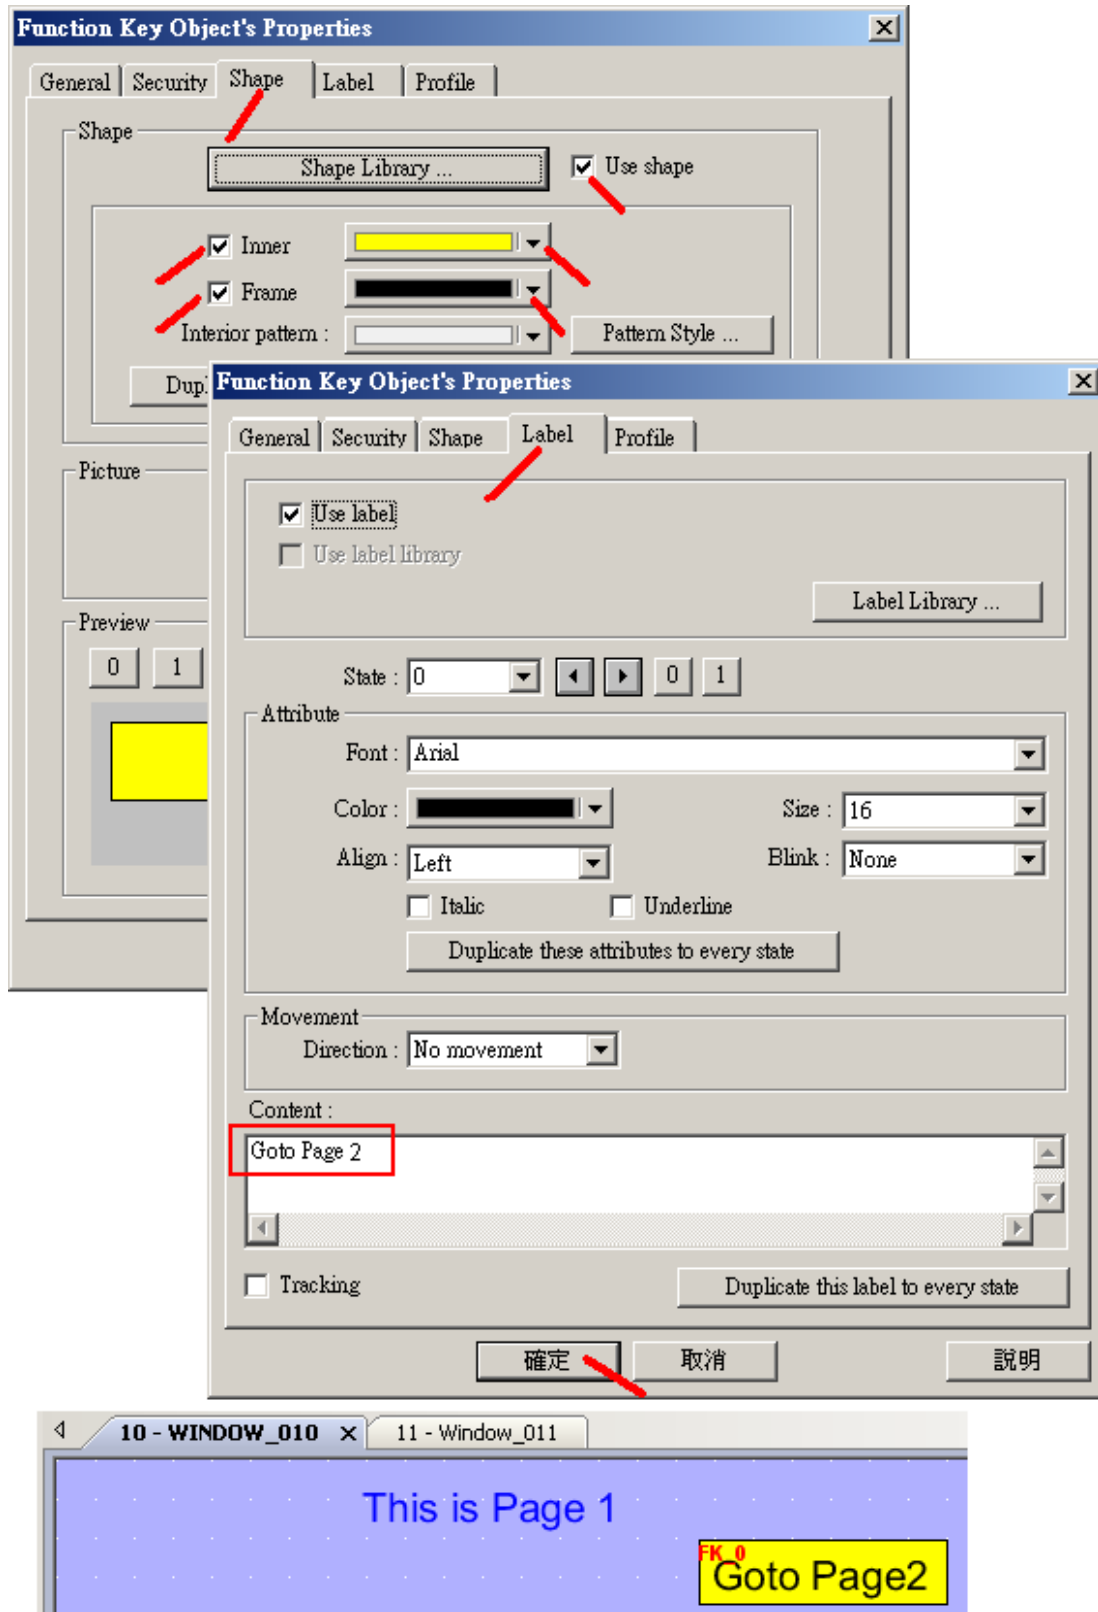 Function Key Object's Properties
General Security Shape Label Profile
Shape
Shape Library ... Use shape
Inner
Frame
Interior pattern : Pattern Style ...
Picture
Preview
0 1
Function Key Object's Properties
General Security Shape Label Profile
Use label
Use label library
Label Library ...
State : 0 0 1
Attribute
Font : Arial
Color : Size : 16
Align : Left Blink : None
Italic Underline
Duplicate these attributes to every state
Movement
Direction : No movement
Content :
Goto Page 2
Tracking Duplicate this label to every state
確定 取消 説明
10 - WINDOW_010 11 - Window_011
This is Page 1
FK_0
Goto Page2